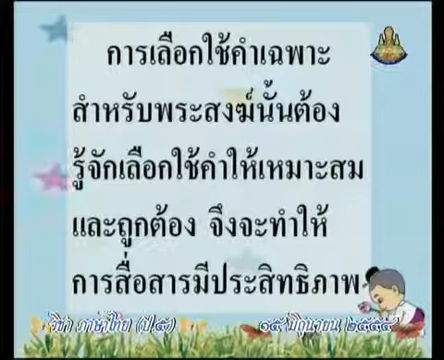 การเลือกใช้คำเฉพาะ
สำหรับพระสงฆ์นั้นต้อง
รู้จักเลือกใช้คำให้เหมาะสม
และถูกต้อง จึงจะทำให้
การสื่อสารมีประสิทธิภาพ
วิชา ภาษาไทย (ป.๕)
๑๕ มิถุนายน ๒๕๕๔